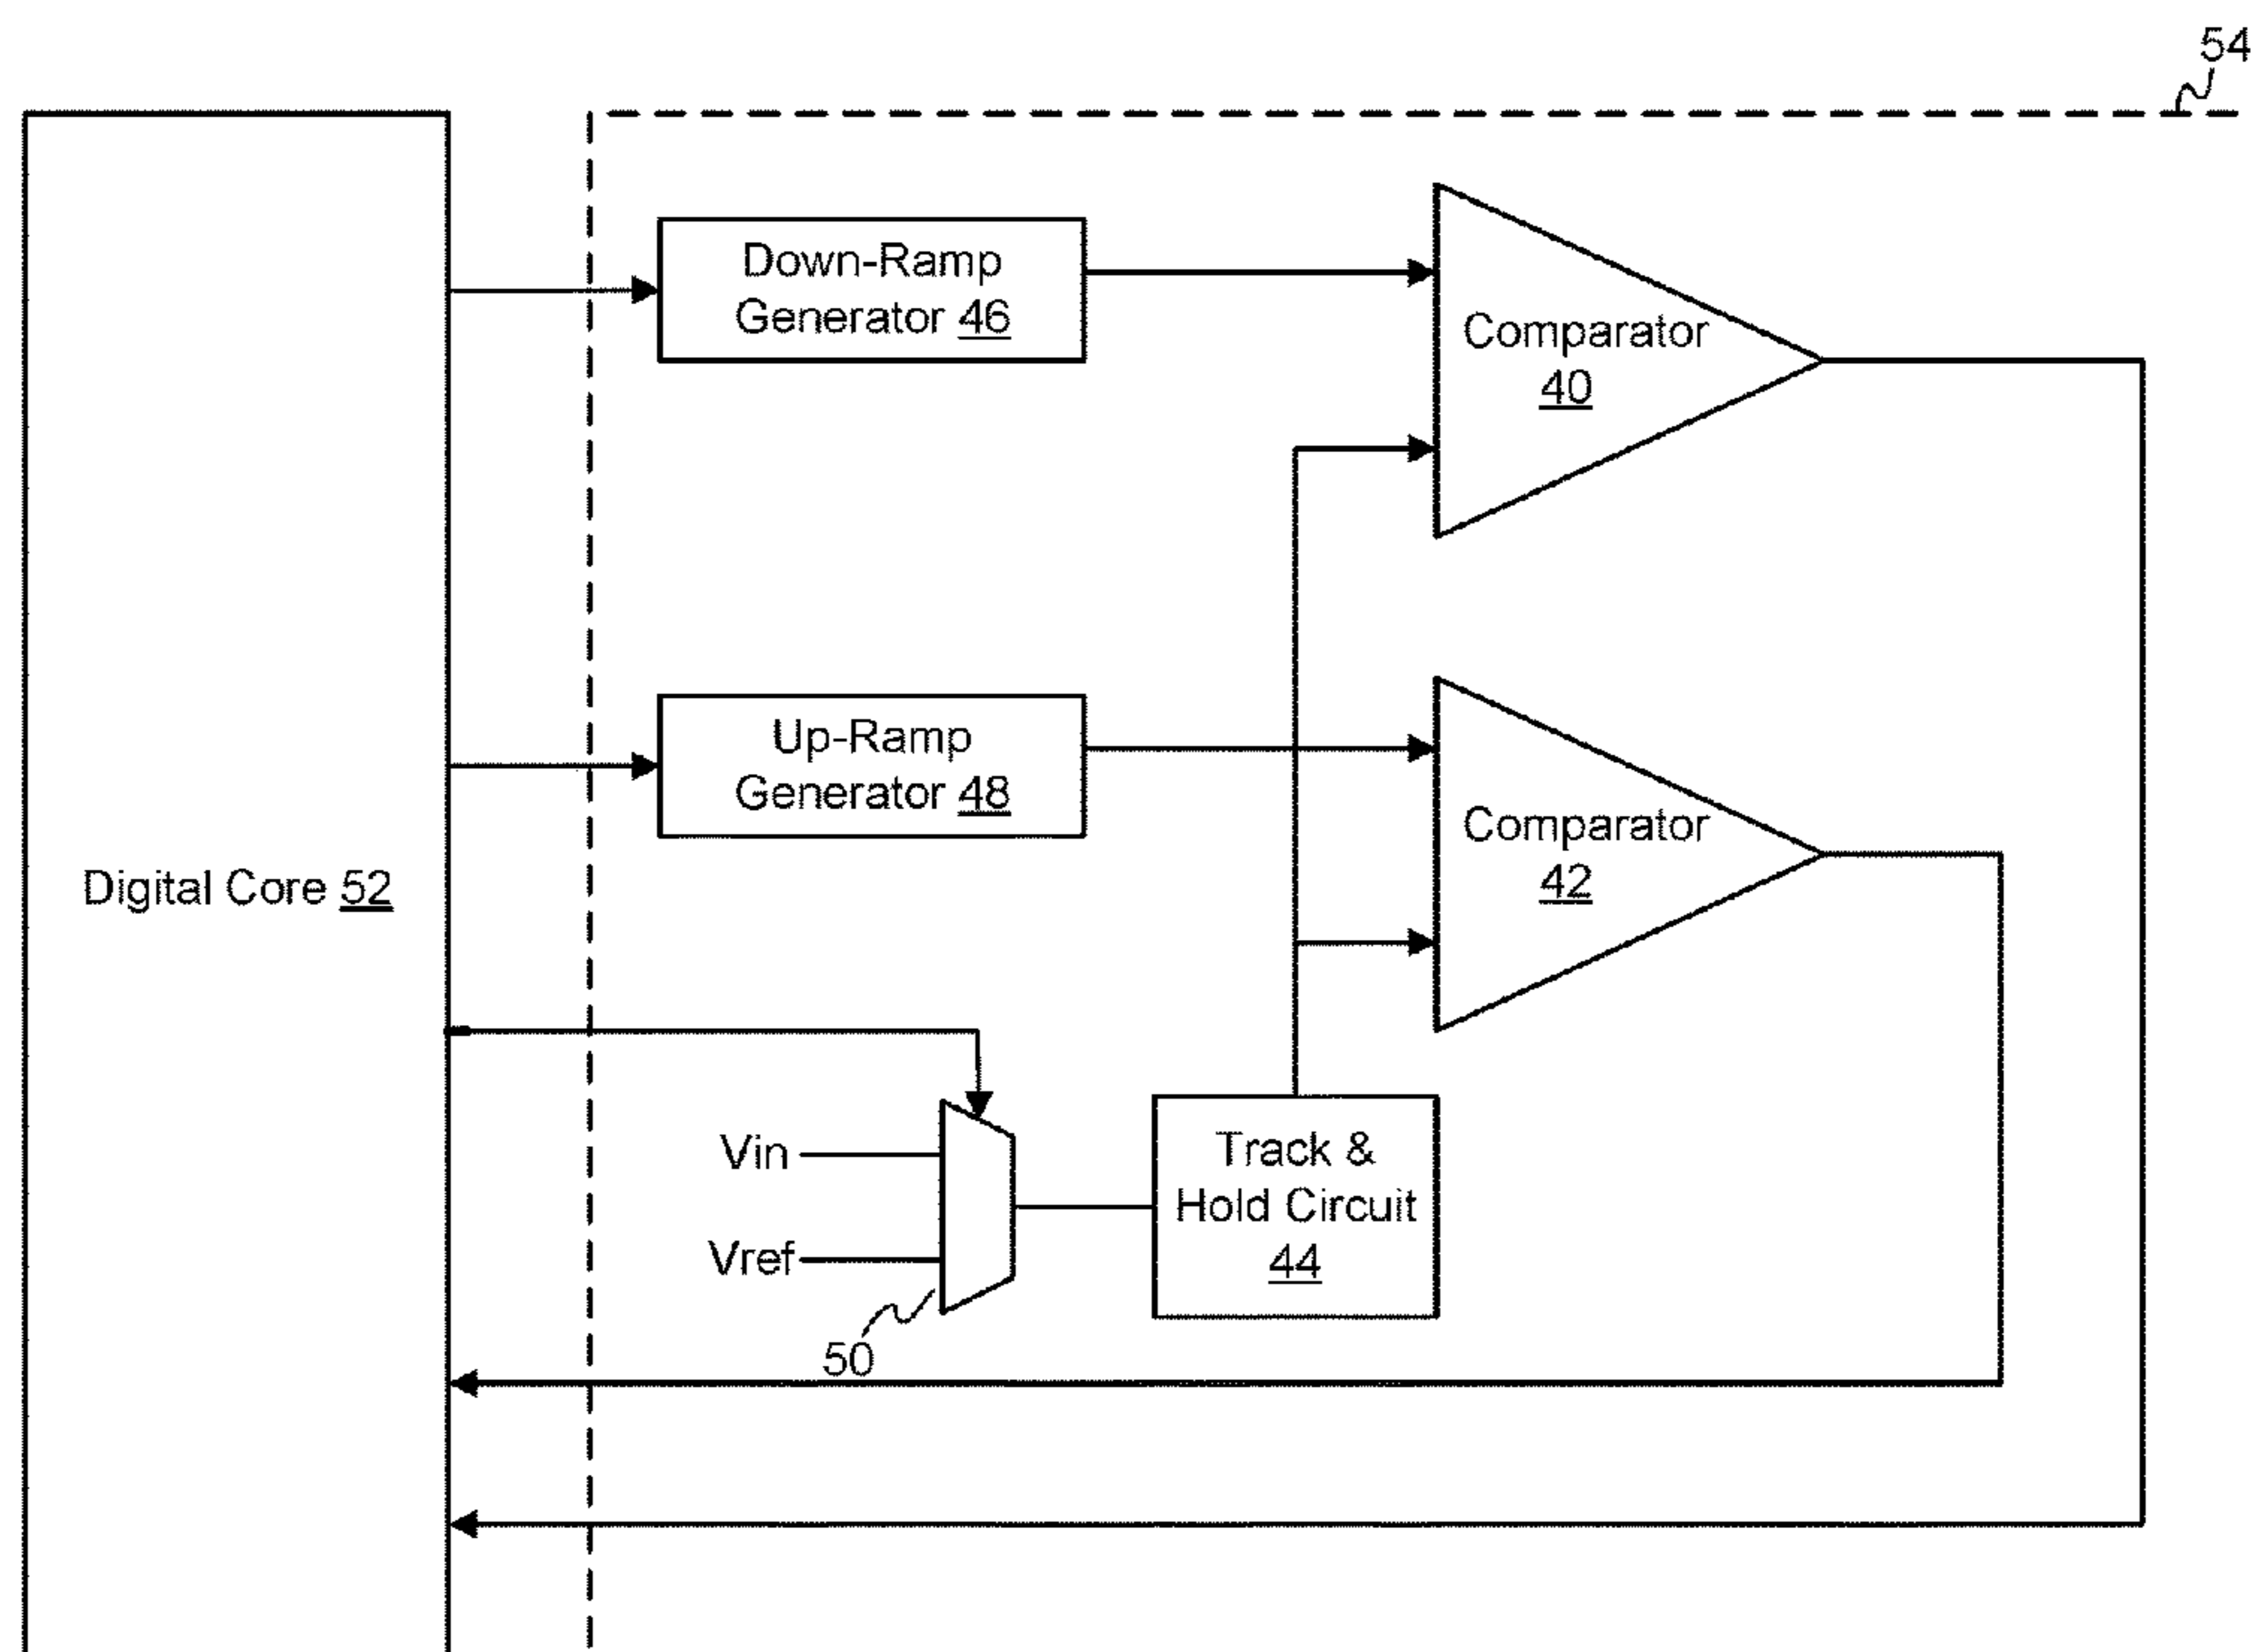 54
Down-Ramp
Generator 46
Comparator
40
Up-Ramp
Generator 48
Comparator
42
Digital Core 52
Vin
Vref
50
Track &
Hold Circuit
44